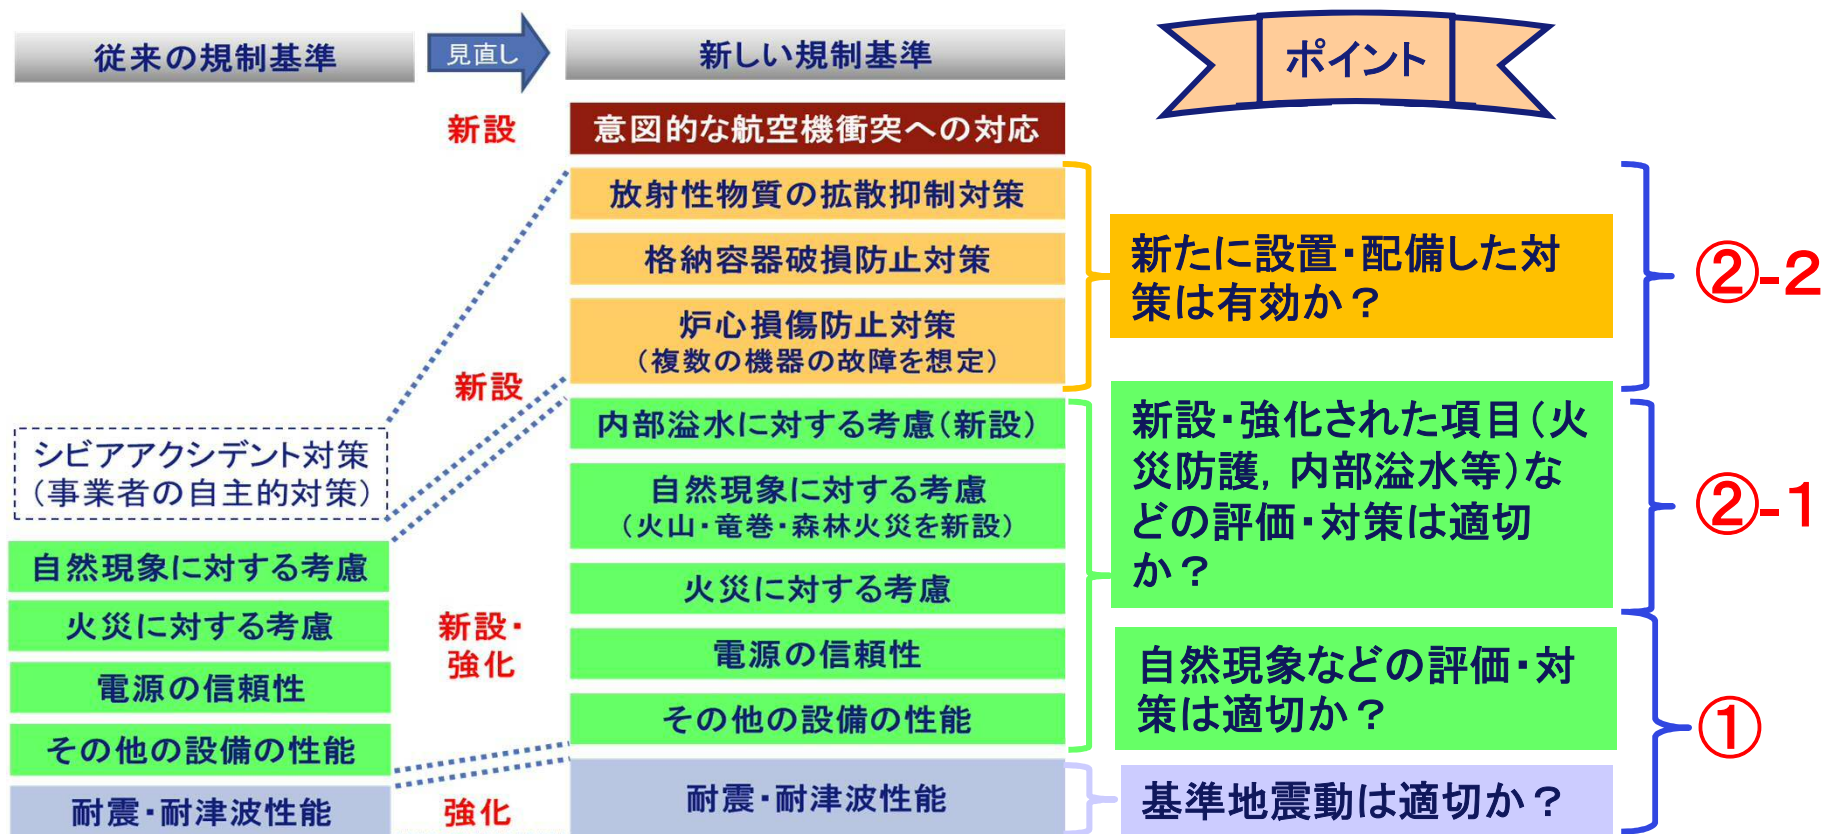 従来の規制基準
見直し
新しい規制基準
ポイント
新設
意図的な航空機衝突への対応
放射性物質の拡散抑制対策
格納容器破損防止対策
炉心損傷防止対策
（複数の機器の故障を想定）
新たに設置・配備した対
策は有効か？
②-2
新設
シビアアクシデント対策
（事業者の自主的対策）
内部溢水に対する考慮（新設）
自然現象に対する考慮
（火山・竜巻・森林火災を新設）
新設・強化された項目（火
災防護，内部溢水等）な
どの評価・対策は適切
か？
②-1
自然現象に対する考慮
火災に対する考慮
電源の信頼性
その他の設備の性能
新設・
強化
火災に対する考慮
電源の信頼性
その他の設備の性能
自然現象などの評価・対
策は適切か？
①
耐震・耐津波性能
強化
耐震・耐津波性能
基準地震動は適切か？